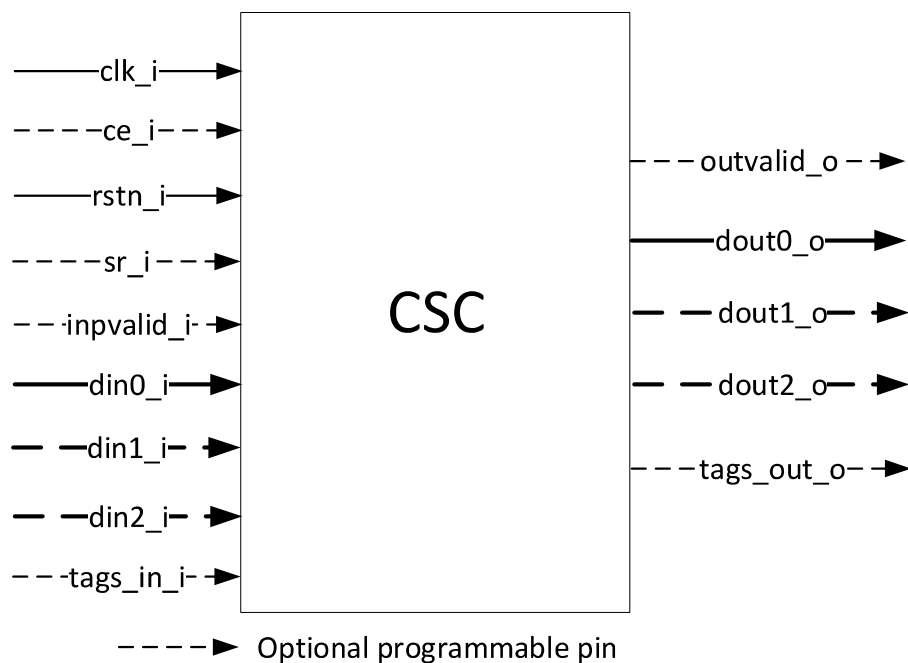 clk_i
ce_i
rstn_i
sr_i
inpvalid_i
din0_i
din1_i
din2_i
tags_in_i
CSC
outvalid_o
dout0_o
dout1_o
dout2_o
tags_out_o
Optional programmable pin